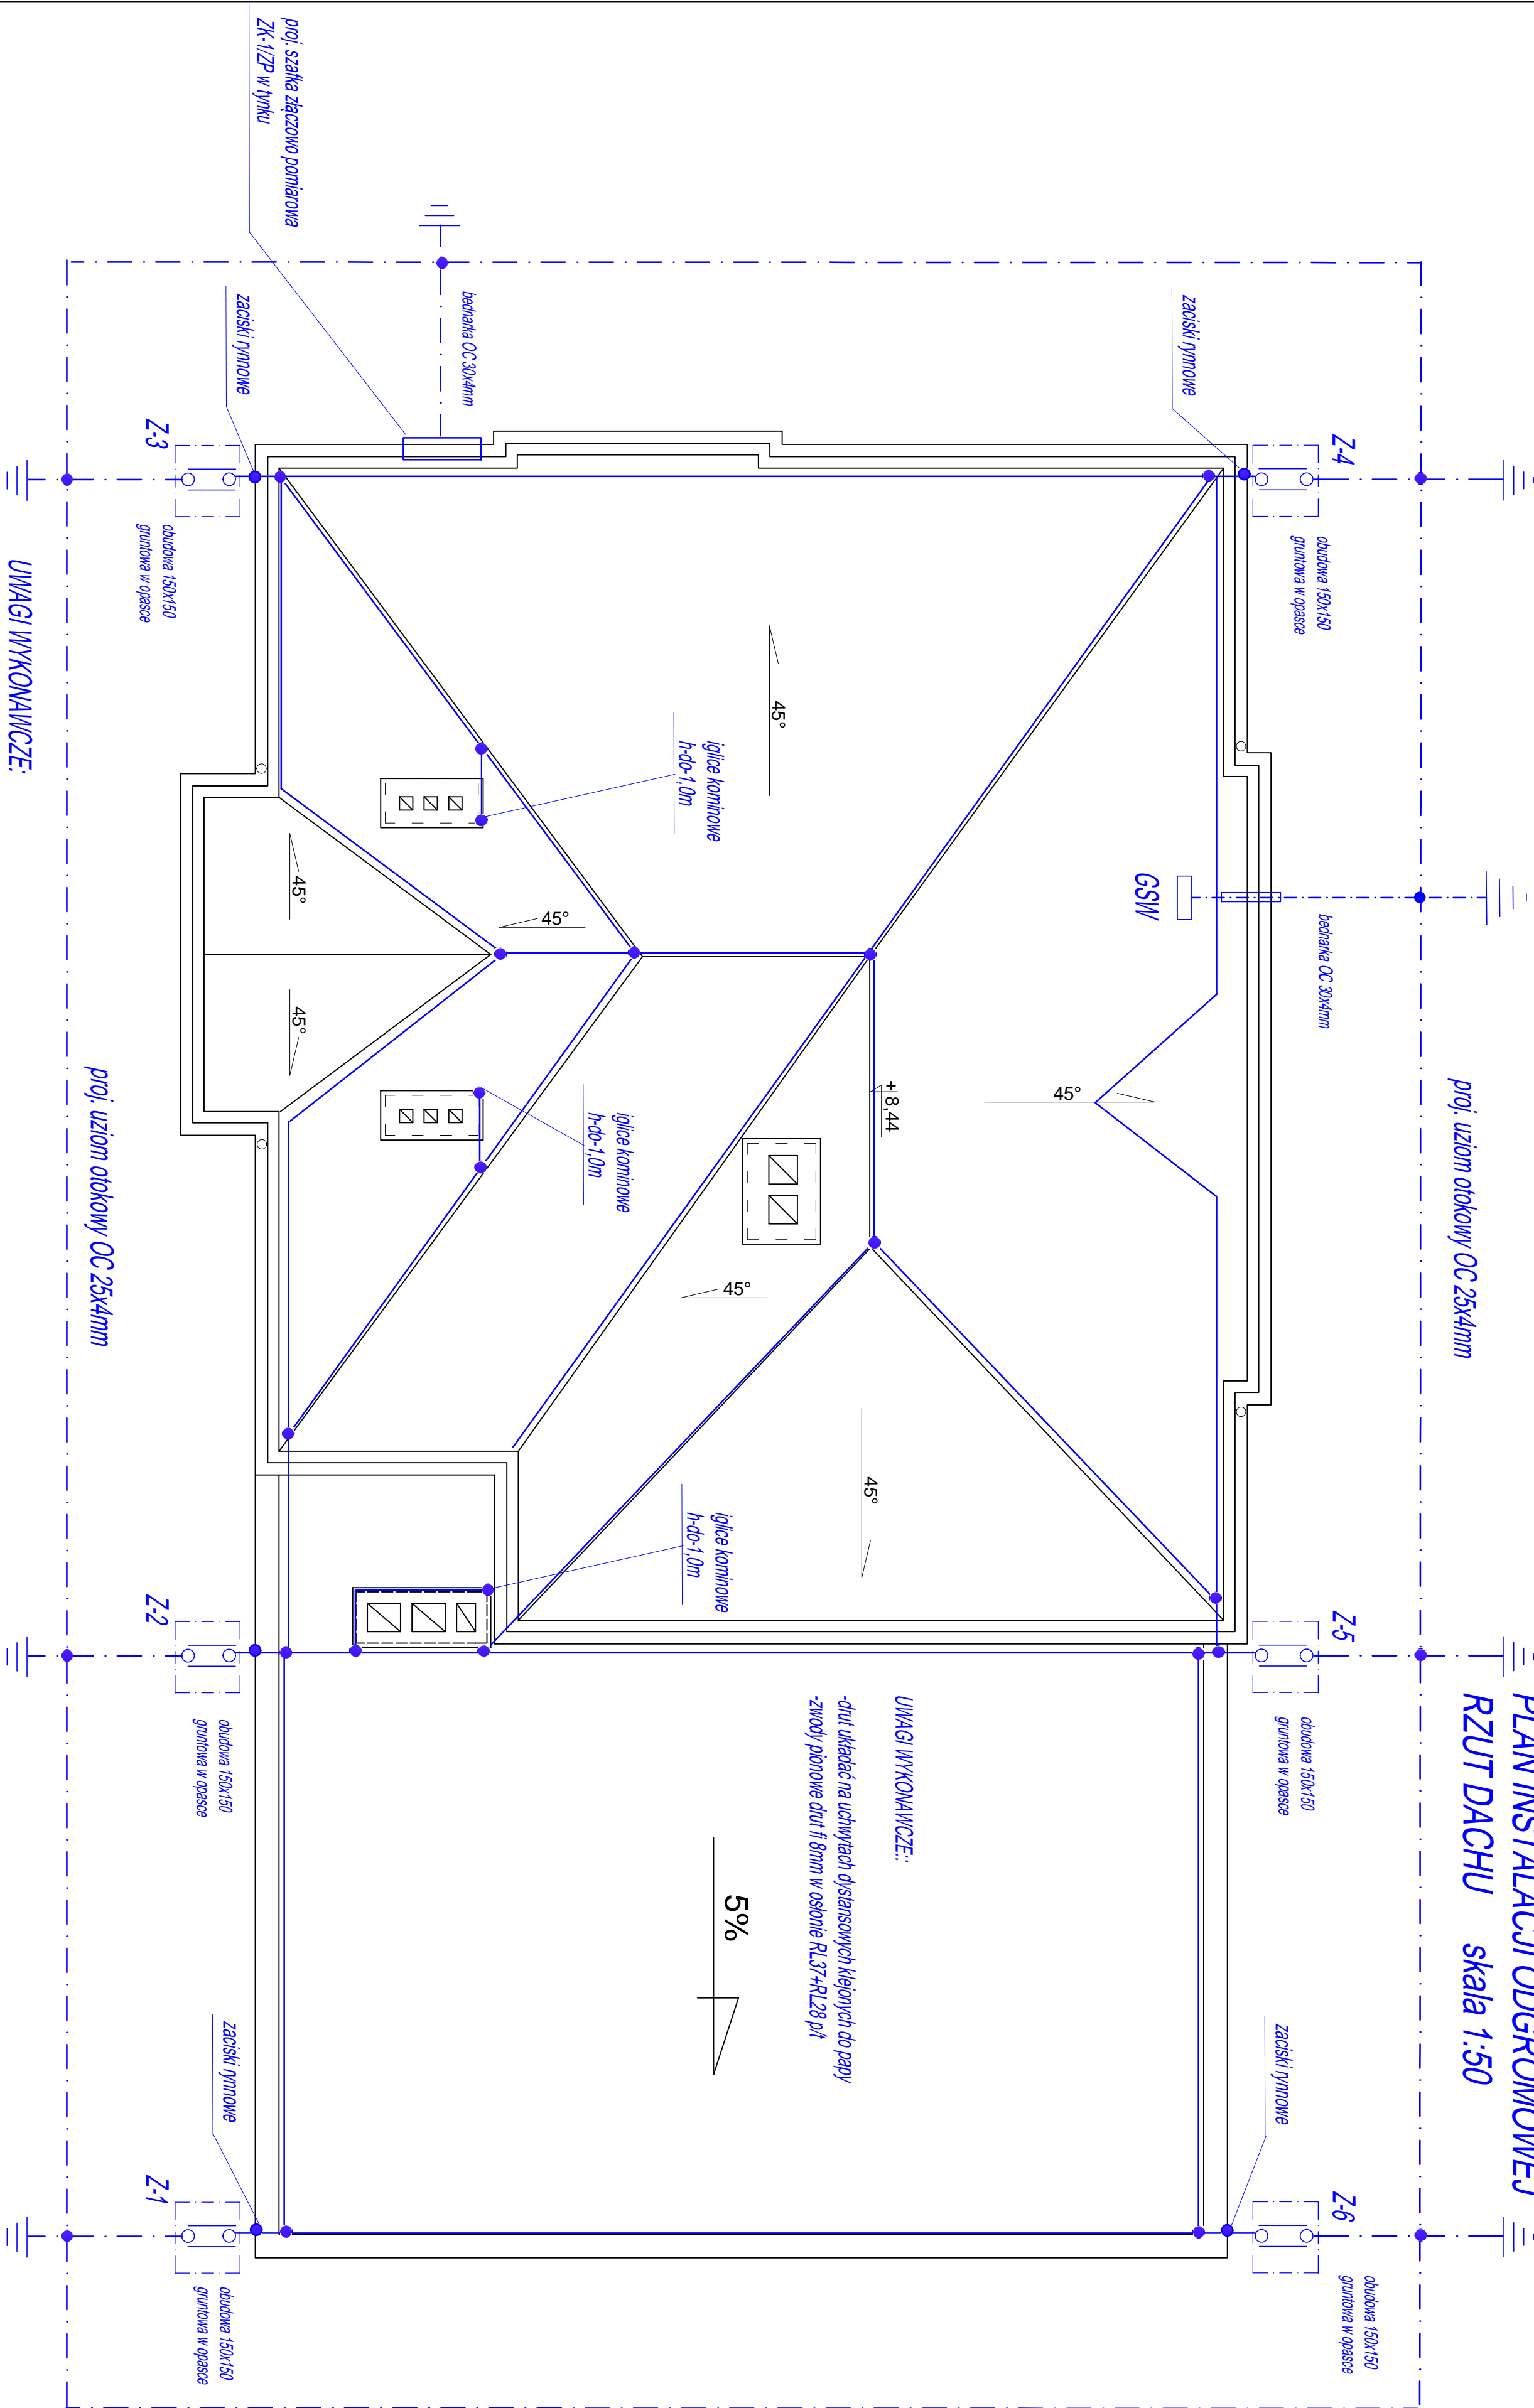 PLAN INSTALACJI ODGROMOWEJ
RZUT DACHU skala 1:50
proj. uziom otokowy OC 25x4mm
Z-4
obudowa 150x150
gruntowa w opasce
zaciski rynnowe
bednarka OC 30x4mm
GSW
Z-5
obudowa 150x150
gruntowa w opasce
Z-6
obudowa 150x150
gruntowa w opasce
zaciski rynnowe
45°
45°
+8,44
45°
45°
45°
45°
45°
iglice kominowe
h-do-1,0m
iglice kominowe
h-do-1,0m
iglice kominowe
h-do-1,0m
UWAGI WYKONAWCZE::
-drut układać na uchwytach dystansowych klejonych do papy
-zwody pionowe drut fi 8mm w osłonie RL37+RL28 p/t
5%
bednarka OC 30x4mm
proj. szafka złączowo pomiarowa
ZK-1/ZP w tynku
zaciski rynnowe
Z-3
obudowa 150x150
gruntowa w opasce
Z-2
obudowa 150x150
gruntowa w opasce
zaciski rynnowe
Z-1
obudowa 150x150
gruntowa w opasce
proj. uziom otokowy OC 25x4mm
UWAGI WYKONAWCZE: